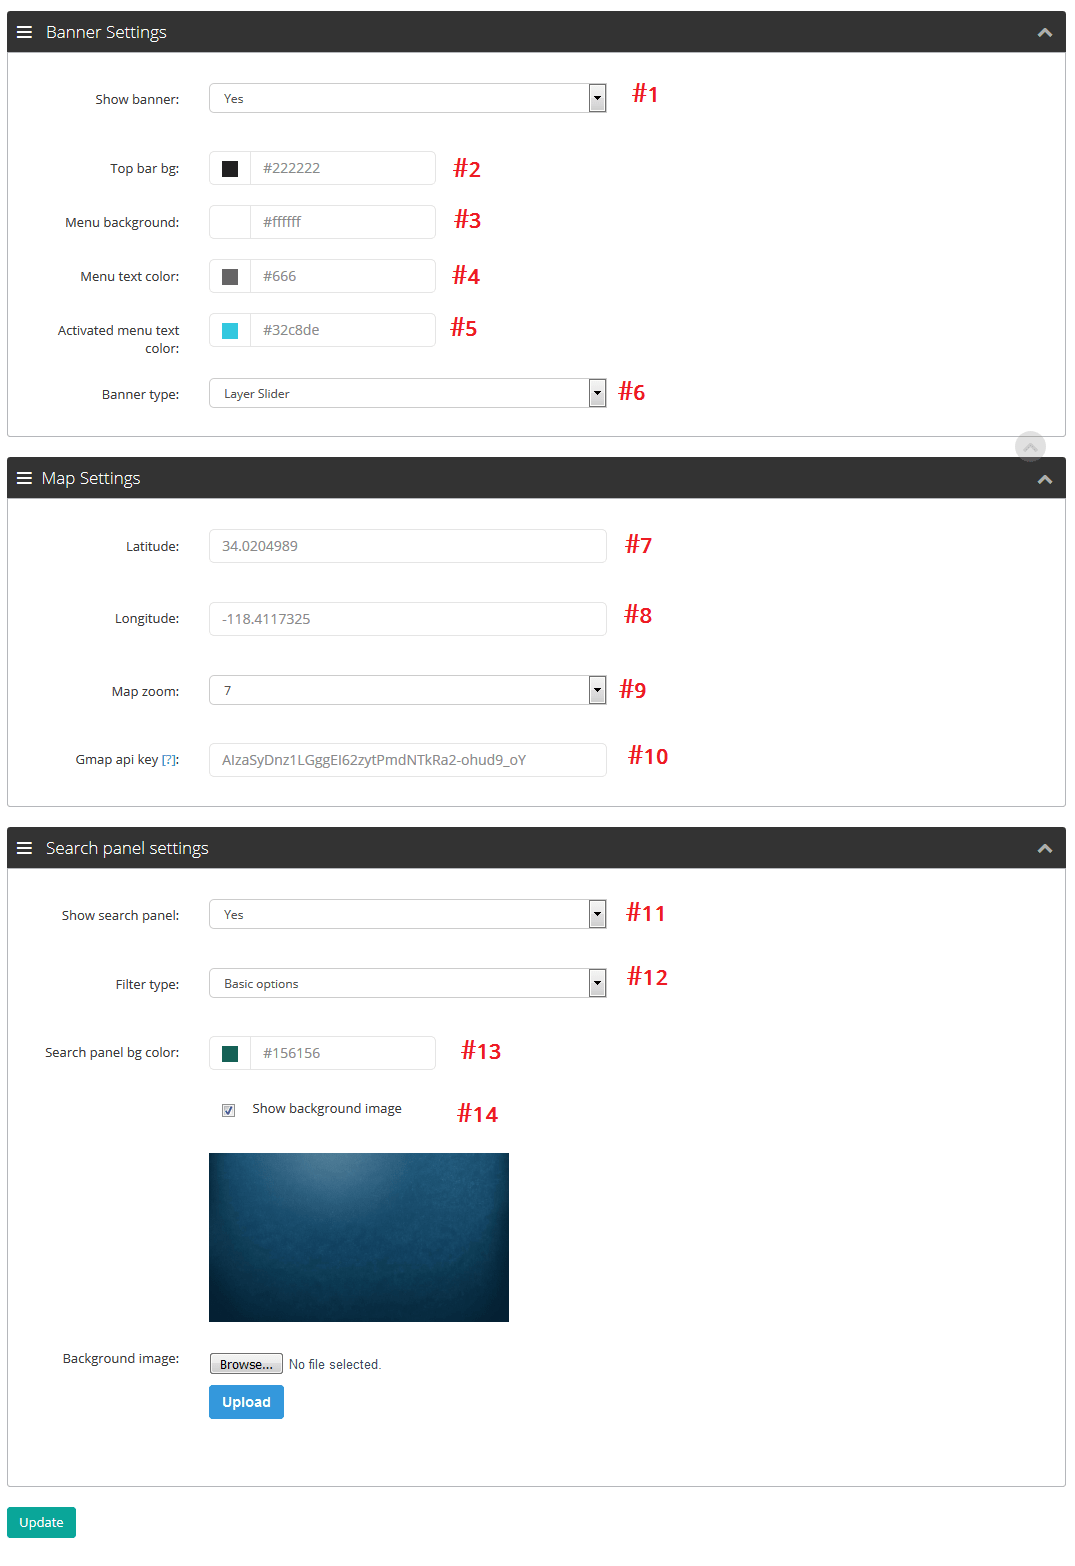 Banner Settings
Show banner: Yes #1
Top bar bg: #222222 #2
Menu background: #ffffff #3
Menu text color: #666 #4
Activated menu text color: #32c8de #5
Banner type: Layer Slider #6
Map Settings
Latitude: 34.0204989 #7
Longitude: -118.4117325 #8
Map zoom: 7 #9
Gmap api key [?]: AIzaSyDnz1LGggEI62zytPmdNTkRa2-ohud9_oY #10
Search panel settings
Show search panel: Yes #11
Filter type: Basic options #12
Search panel bg color: #156156 #13
Show background image #14
Background image: Browse... No file selected.
Upload
Update